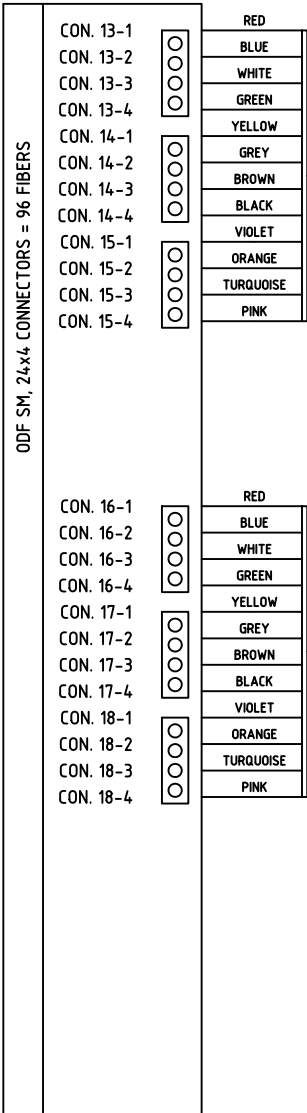 ODF SM, 24x4 CONNECTORS = 96 FIBERS
CON. 13-1 RED
CON. 13-2 BLUE
CON. 13-3 WHITE
CON. 13-4 GREEN
CON. 14-1 YELLOW
CON. 14-2 GREY
CON. 14-3 BROWN
CON. 14-4 BLACK
CON. 15-1 VIOLET
CON. 15-2 ORANGE
CON. 15-3 TURQUOISE
CON. 15-4 PINK
CON. 16-1 RED
CON. 16-2 BLUE
CON. 16-3 WHITE
CON. 16-4 GREEN
CON. 17-1 YELLOW
CON. 17-2 GREY
CON. 17-3 BROWN
CON. 17-4 BLACK
CON. 18-1 VIOLET
CON. 18-2 ORANGE
CON. 18-3 TURQUOISE
CON. 18-4 PINK